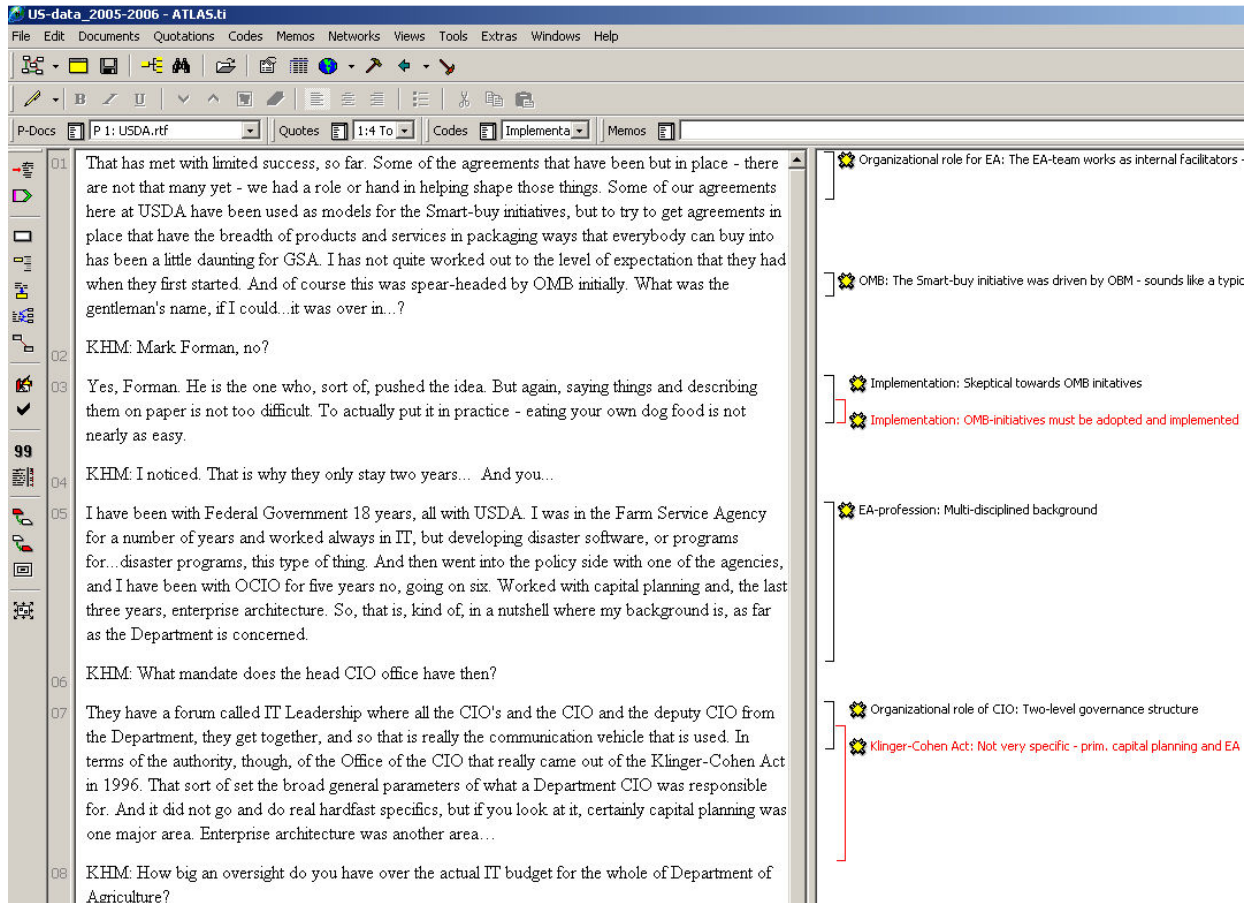 US-data_2005-2006 - ATLAS.ti
File Edit Documents Quotations Codes Memos Networks Views Tools Extras Windows Help
B I U
P-Docs P 1: USDA.rtf Quotes 1:4 To Codes Implementa Memos
01 That has met with limited success, so far. Some of the agreements that have been but in place - there
are not that many yet - we had a role or hand in helping shape those things. Some of our agreements
here at USDA have been used as models for the Smart-buy initiatives, but to try to get agreements in
place that have the breadth of products and services in packaging ways that everybody can buy into
has been a little daunting for GSA. I has not quite worked out to the level of expectation that they had
when they first started. And of course this was spear-headed by OMB initially. What was the
gentleman's name, if I could...it was over in...?
02 KHM: Mark Forman, no?
03 Yes, Forman. He is the one who, sort of, pushed the idea. But again, saying things and describing
them on paper is not too difficult. To actually put it in practice - eating your own dog food is not
nearly as easy.
04 KHM: I noticed. That is why they only stay two years... And you...
05 I have been with Federal Government 18 years, all with USDA. I was in the Farm Service Agency
for a number of years and worked always in IT, but developing disaster software, or programs
for...disaster programs, this type of thing. And then went into the policy side with one of the agencies,
and I have been with OCIO for five years no, going on six. Worked with capital planning and, the last
three years, enterprise architecture. So, that is, kind of, in a nutshell where my background is, as far
as the Department is concerned.
06 KHM: What mandate does the head CIO office have then?
07 They have a forum called IT Leadership where all the CIO's and the CIO and the deputy CIO from
the Department, they get together, and so that is really the communication vehicle that is used. In
terms of the authority, though, of the Office of the CIO that really came out of the Klinger-Cohen Act
in 1996. That sort of set the broad general parameters of what a Department CIO was responsible
for. And it did not go and do real hardfast specifics, but if you look at it, certainly capital planning was
one major area. Enterprise architecture was another area...
08 KHM: How big an oversight do you have over the actual IT budget for the whole of Department of
Agriculture?
99
Organizational role for EA: The EA-team works as internal facilitators -
OMB: The Smart-buy initiative was driven by OBM - sounds like a typic
Implementation: Skeptical towards OMB initatives
Implementation: OMB-initiatives must be adopted and implemented
EA-profession: Multi-disciplined background
Organizational role of CIO: Two-level governance structure
Klinger-Cohen Act: Not very specific - prim. capital planning and EA